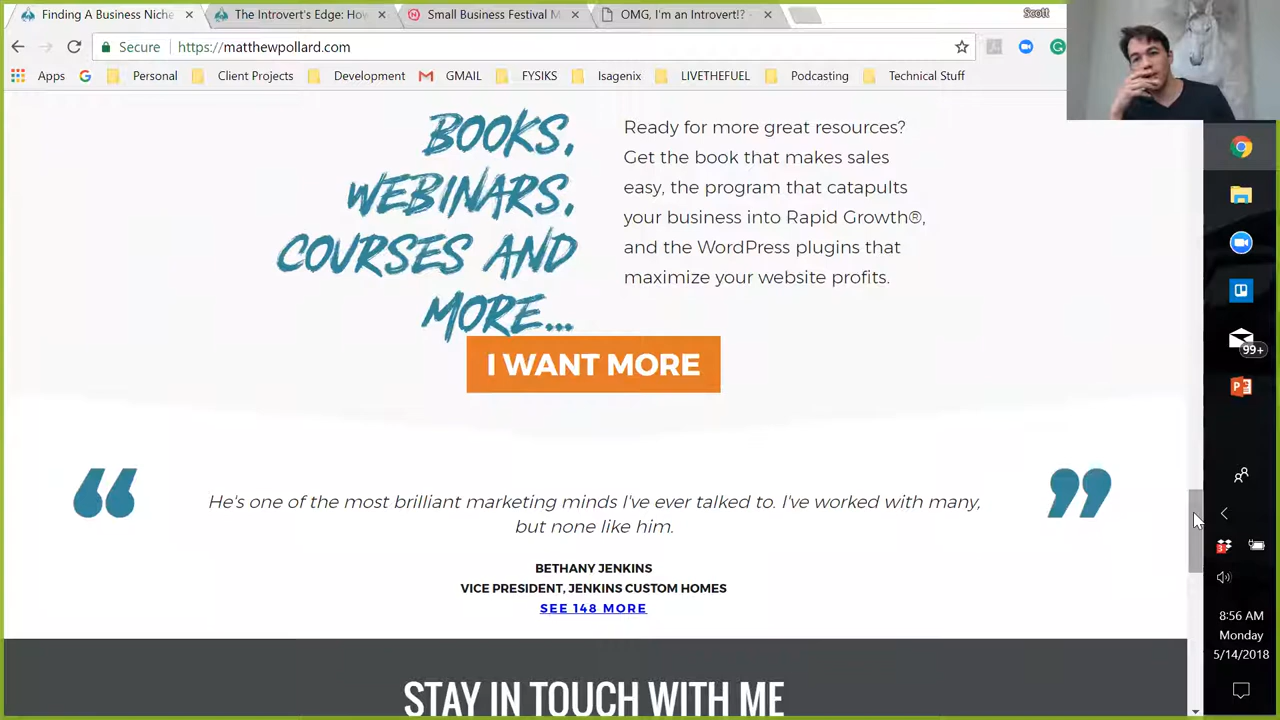 Finding A Business Niche
The Introvert's Edge: How
Small Business Festival M
OMG, I'm an Introvert!? -
Scott
Secure
https://matthewpollard.com
Apps
Personal
Client Projects
Development
GMAIL
FYSIKS
Isagenix
LIVETHEFUEL
Podcasting
Technical Stuff
BOOKS,
WEBINARS,
COURSES AND
MORE...
Ready for more great resources?
Get the book that makes sales
easy, the program that catapults
your business into Rapid Growth®,
and the WordPress plugins that
maximize your website profits.
I WANT MORE
“
He's one of the most brilliant marketing minds I've ever talked to. I've worked with many,
but none like him.
”
BETHANY JENKINS
VICE PRESIDENT, JENKINS CUSTOM HOMES
SEE 148 MORE
STAY IN TOUCH WITH ME
99+
3
8:56 AM
Monday
5/14/2018